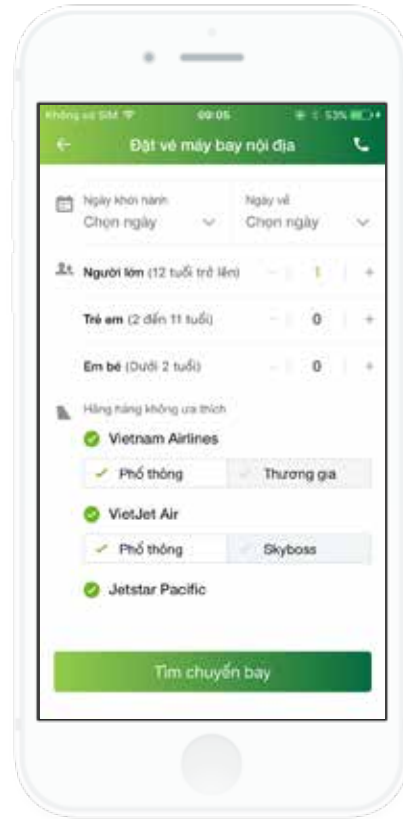 Không có SIM 09:05 53%
Đặt vé máy bay nội địa
Ngày khởi hành Ngày về
Chọn ngày Chọn ngày
Người lớn (12 tuổi trở lên) - 1 +
Trẻ em (2 đến 11 tuổi) - 0 +
Em bé (Dưới 2 tuổi) - 0 +
Hãng hàng không ưa thích
Vietnam Airlines
Phổ thông Thương gia
VietJet Air
Phổ thông Skyboss
Jetstar Pacific
Tìm chuyến bay